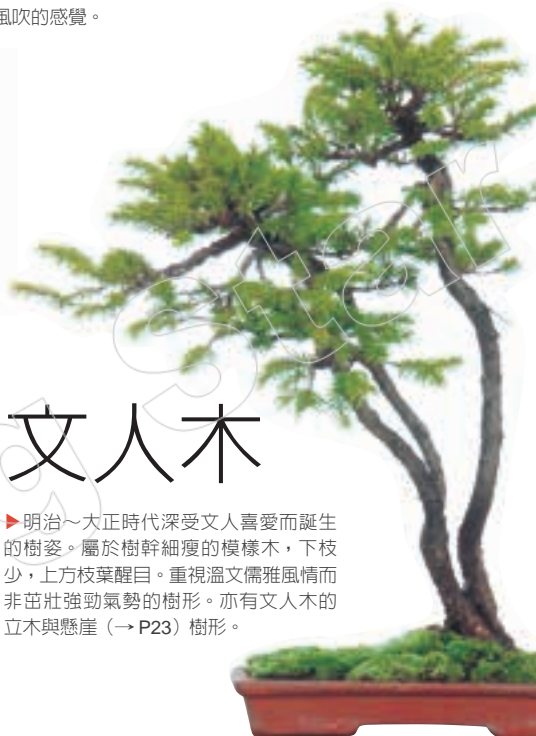 風吹的感覺。
文人木
▶明治～大正時代深受文人喜愛而誕生
的樹姿。屬於樹幹細瘦的模樣木，下枝
少，上方枝葉醒目。重視溫文儒雅風情而
非茁壯強勁氣勢的樹形。亦有文人木的
立木與懸崖（→ P23）樹形。
g Star